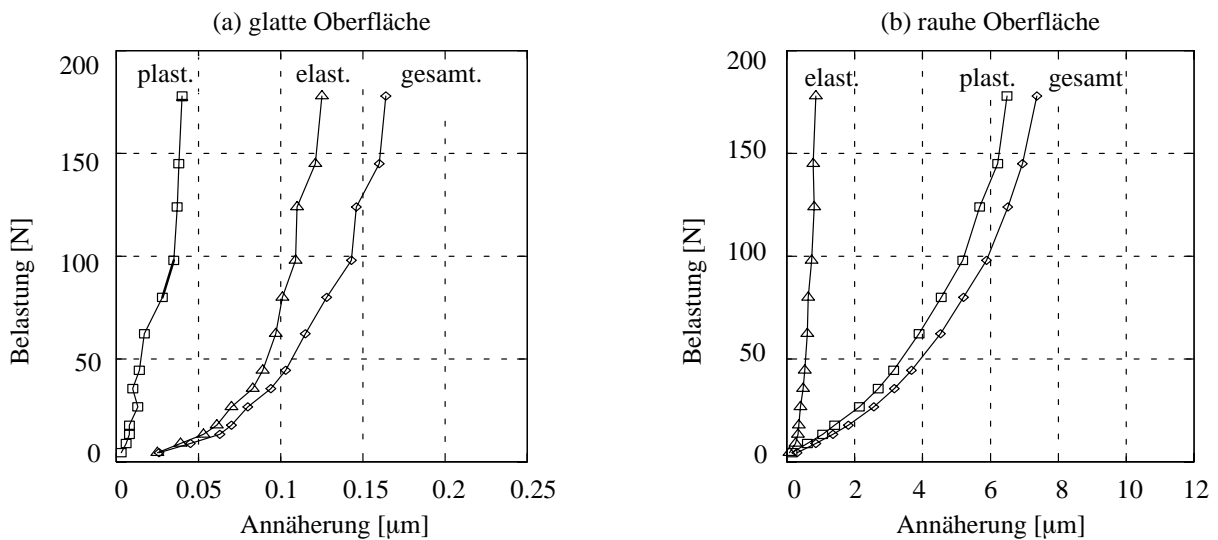 (a) glatte Oberfläche
200
150
100
50
0
plast.
elast.
gesamt.
0
0.05
0.1
0.15
0.2
0.25
Belastung [N]
Annäherung [µm]
(b) rauhe Oberfläche
200
150
100
50
0
elast.
plast.
gesamt
0
2
4
6
8
10
12
Belastung [N]
Annäherung [µm]